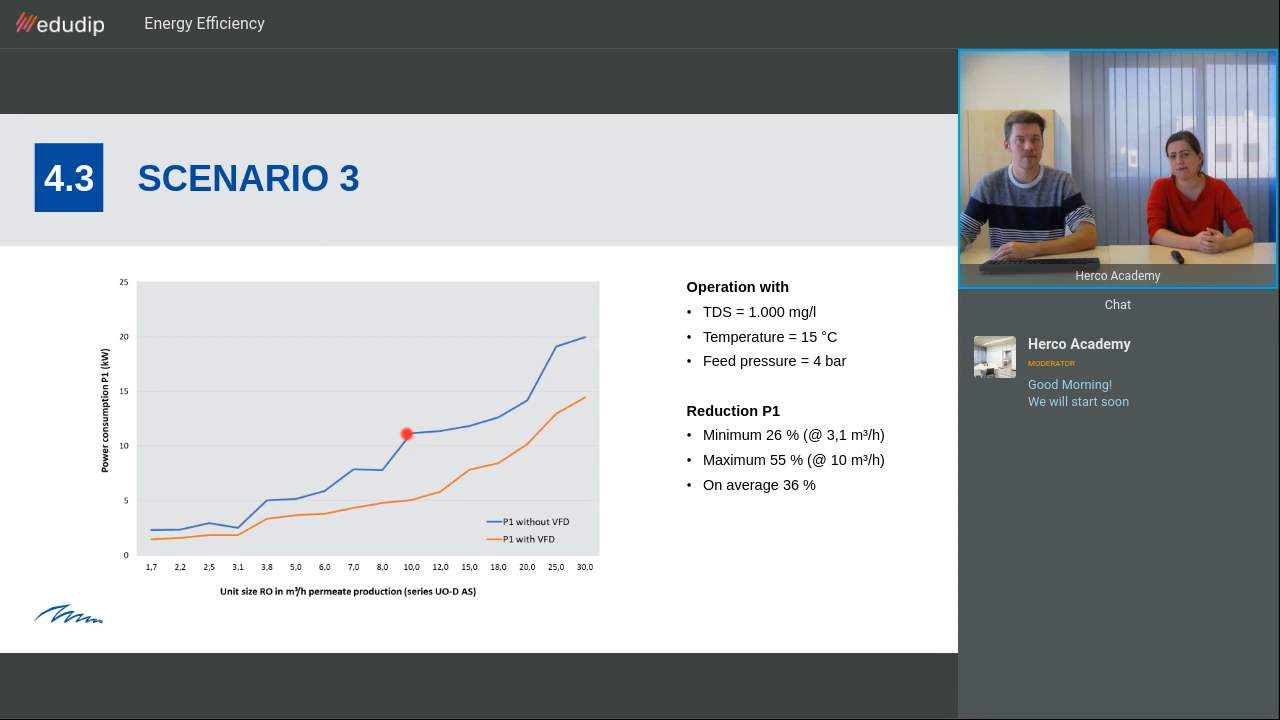 edudip
Energy Efficiency
4.3
SCENARIO 3
25
20
15
10
5
0
Power consumption P1 (kW)
P1 without VFD
P1 with VFD
1,7 2,2 2,5 3,1 3,8 5,0 6,0 7,0 8,0 10,0 12,0 15,0 18,0 20,0 25,0 30,0
Unit size RO in m³/h permeate production (series UO-D AS)
Operation with
• TDS = 1.000 mg/l
• Temperature = 15 °C
• Feed pressure = 4 bar
Reduction P1
• Minimum 26 % (@ 3,1 m³/h)
• Maximum 55 % (@ 10 m³/h)
• On average 36 %
Herco Academy
Chat
Herco Academy
MODERATOR
Good Morning!
We will start soon